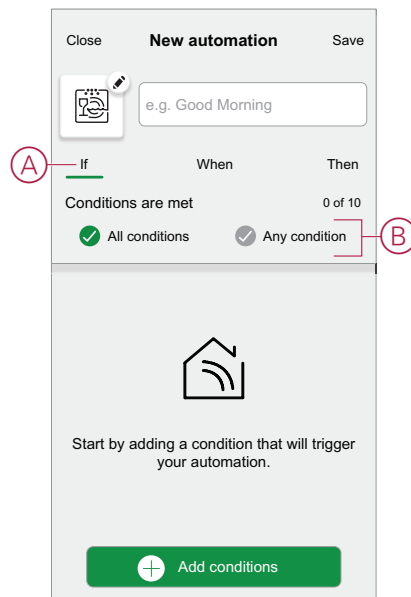 Close New automation Save
e.g. Good Morning
A If When Then
Conditions are met 0 of 10
All conditions Any condition B
Start by adding a condition that will trigger
your automation.
Add conditions